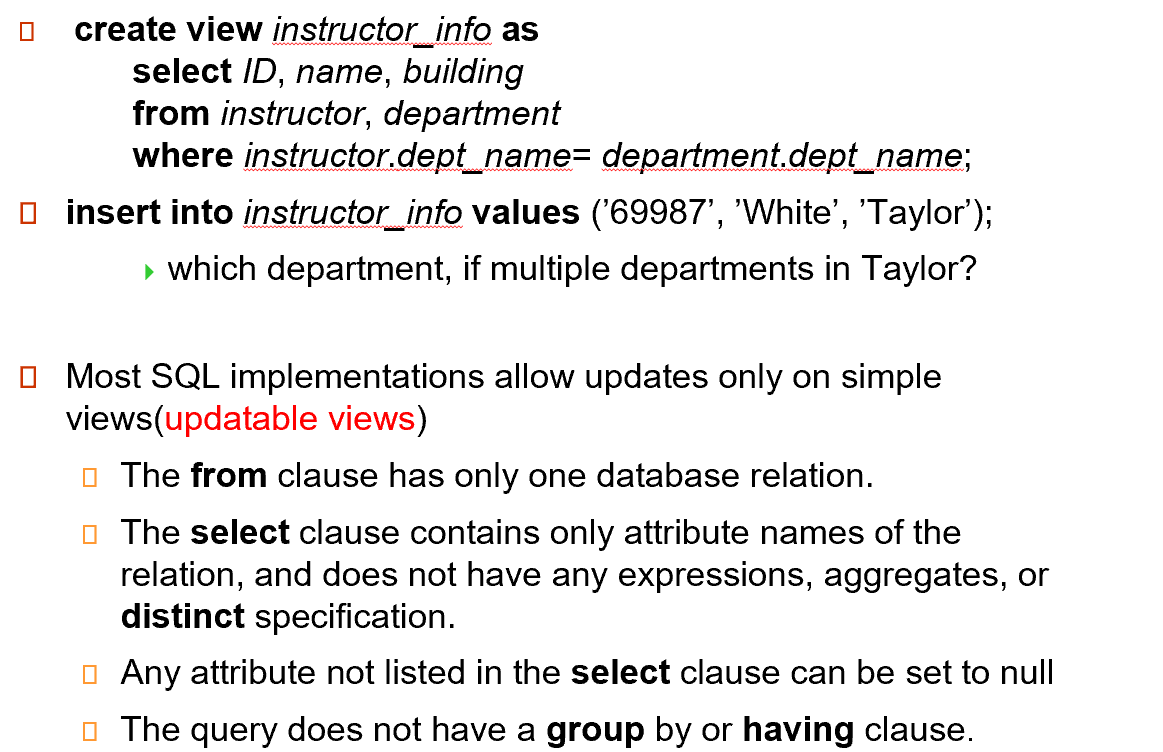 create view instructor_info as
select ID, name, building
from instructor, department
where instructor.dept_name= department.dept_name;
insert into instructor_info values (’69987’, ’White’, ’Taylor’);
which department, if multiple departments in Taylor?
Most SQL implementations allow updates only on simple
views(updatable views)
The from clause has only one database relation.
The select clause contains only attribute names of the
relation, and does not have any expressions, aggregates, or
distinct specification.
Any attribute not listed in the select clause can be set to null
The query does not have a group by or having clause.